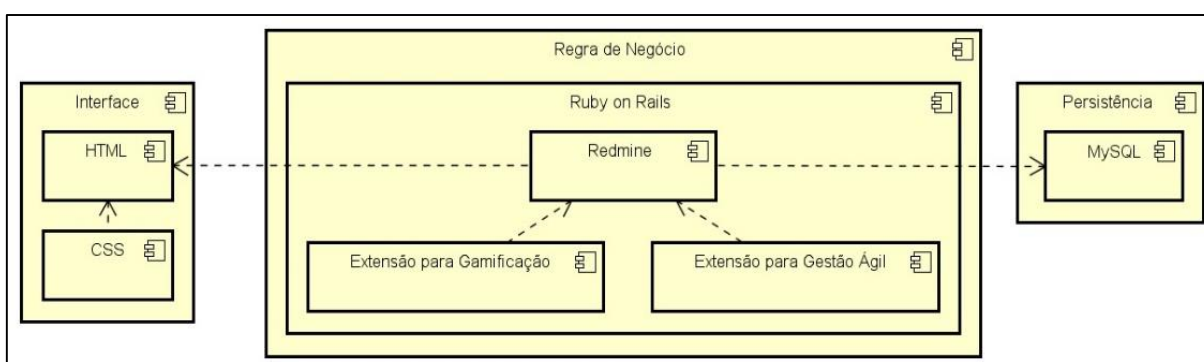 Regra de Negócio
Interface
Ruby on Rails
Persistência
HTML
Redmine
MySQL
CSS
Extensão para Gamificação
Extensão para Gestão Ágil